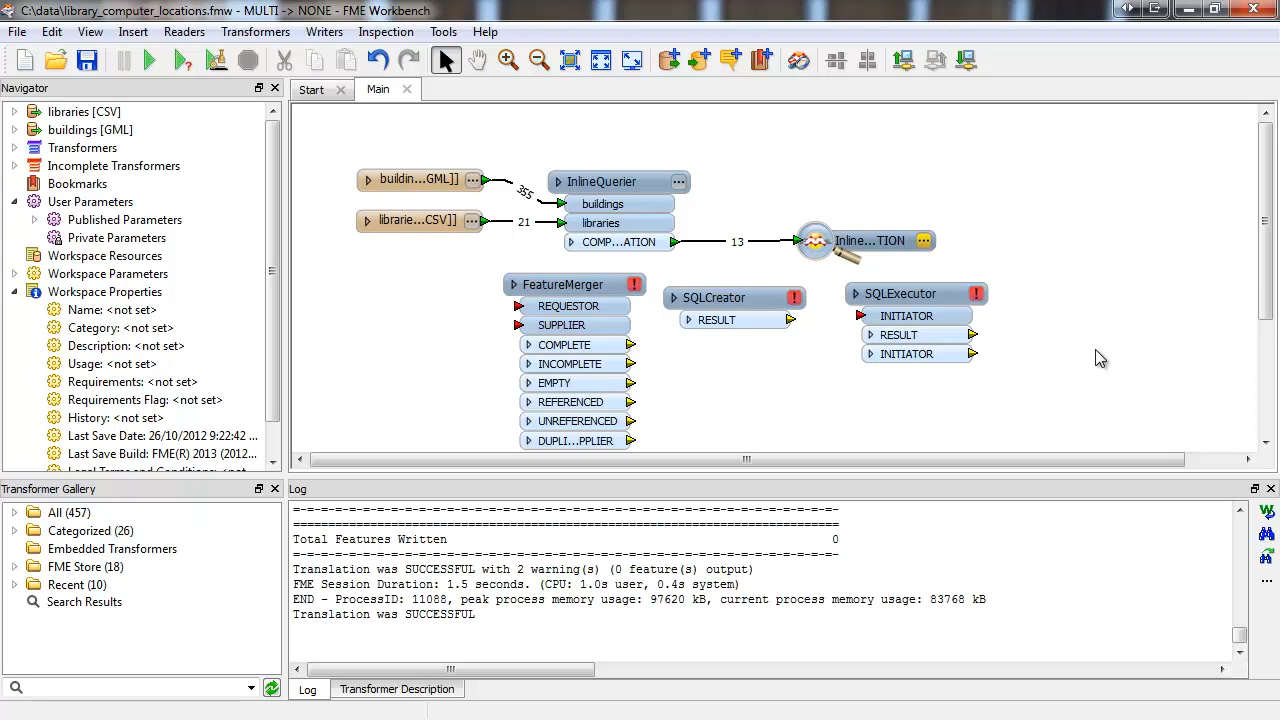 C:\data\library_computer_locations.fmw - MULTI -> NONE - FME Workbench
File Edit View Insert Readers Transformers Writers Inspection Tools Help
Navigator
libraries [CSV]
buildings [GML]
Transformers
Incomplete Transformers
Bookmarks
User Parameters
Published Parameters
Private Parameters
Workspace Resources
Workspace Parameters
Workspace Properties
Name: <not set>
Category: <not set>
Description: <not set>
Usage: <not set>
Requirements: <not set>
Requirements Flag: <not set>
History: <not set>
Last Save Date: 26/10/2012 9:22:42 ...
Last Save Build: FME(R) 2013 (2012...
Legal Terms and Conditions: <not set>
Start Main
buildin...GML]] ...
librarie...CSV]] ...
355
21
InlineQuerier ...
buildings
libraries
COMP...ATION
13
Inline...TION ...
FeatureMerger !
REQUESTOR
SUPPLIER
COMPLETE
INCOMPLETE
EMPTY
REFERENCED
UNREFERENCED
DUPLI...PPLIER
SQLCreator !
RESULT
SQLExecutor !
INITIATOR
RESULT
INITIATOR
Transformer Gallery
All (457)
Categorized (26)
Embedded Transformers
FME Store (18)
Recent (10)
Search Results
Log
=-=-=-=-=-=-=-=-=-=-=-=-=-=-=-=-=-=-=-=-=-=-=-=-=-=-=-=-=-=-=-=-=-=-=-=-=-=-
==============================================================================
Total Features Written 0
=-=-=-=-=-=-=-=-=-=-=-=-=-=-=-=-=-=-=-=-=-=-=-=-=-=-=-=-=-=-=-=-=-=-=-=-=-=-
Translation was SUCCESSFUL with 2 warning(s) (0 feature(s) output)
FME Session Duration: 1.5 seconds. (CPU: 1.0s user, 0.4s system)
END - ProcessID: 11088, peak process memory usage: 97620 kB, current process memory usage: 83768 kB
Translation was SUCCESSFUL
Log Transformer Description